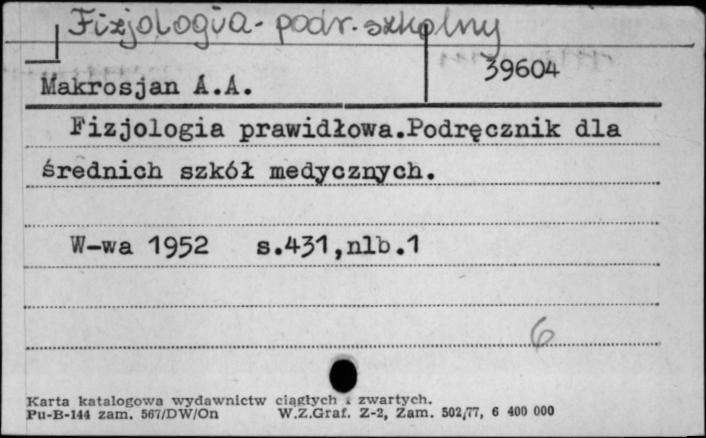 Fizjologia - podr. szkolny
39604
Makrosjan A.A.
Fizjologia prawidłowa.Podręcznik dla
średnich szkół medycznych.
W-wa 1952 s.431,nlb.1
6
Karta katalogowa wydawnictw ciągłych i zwartych.
Pu-B-144 zam. 567/DW/On W.Z.Graf. Z-2, Zam. 502/77, 6 400 000